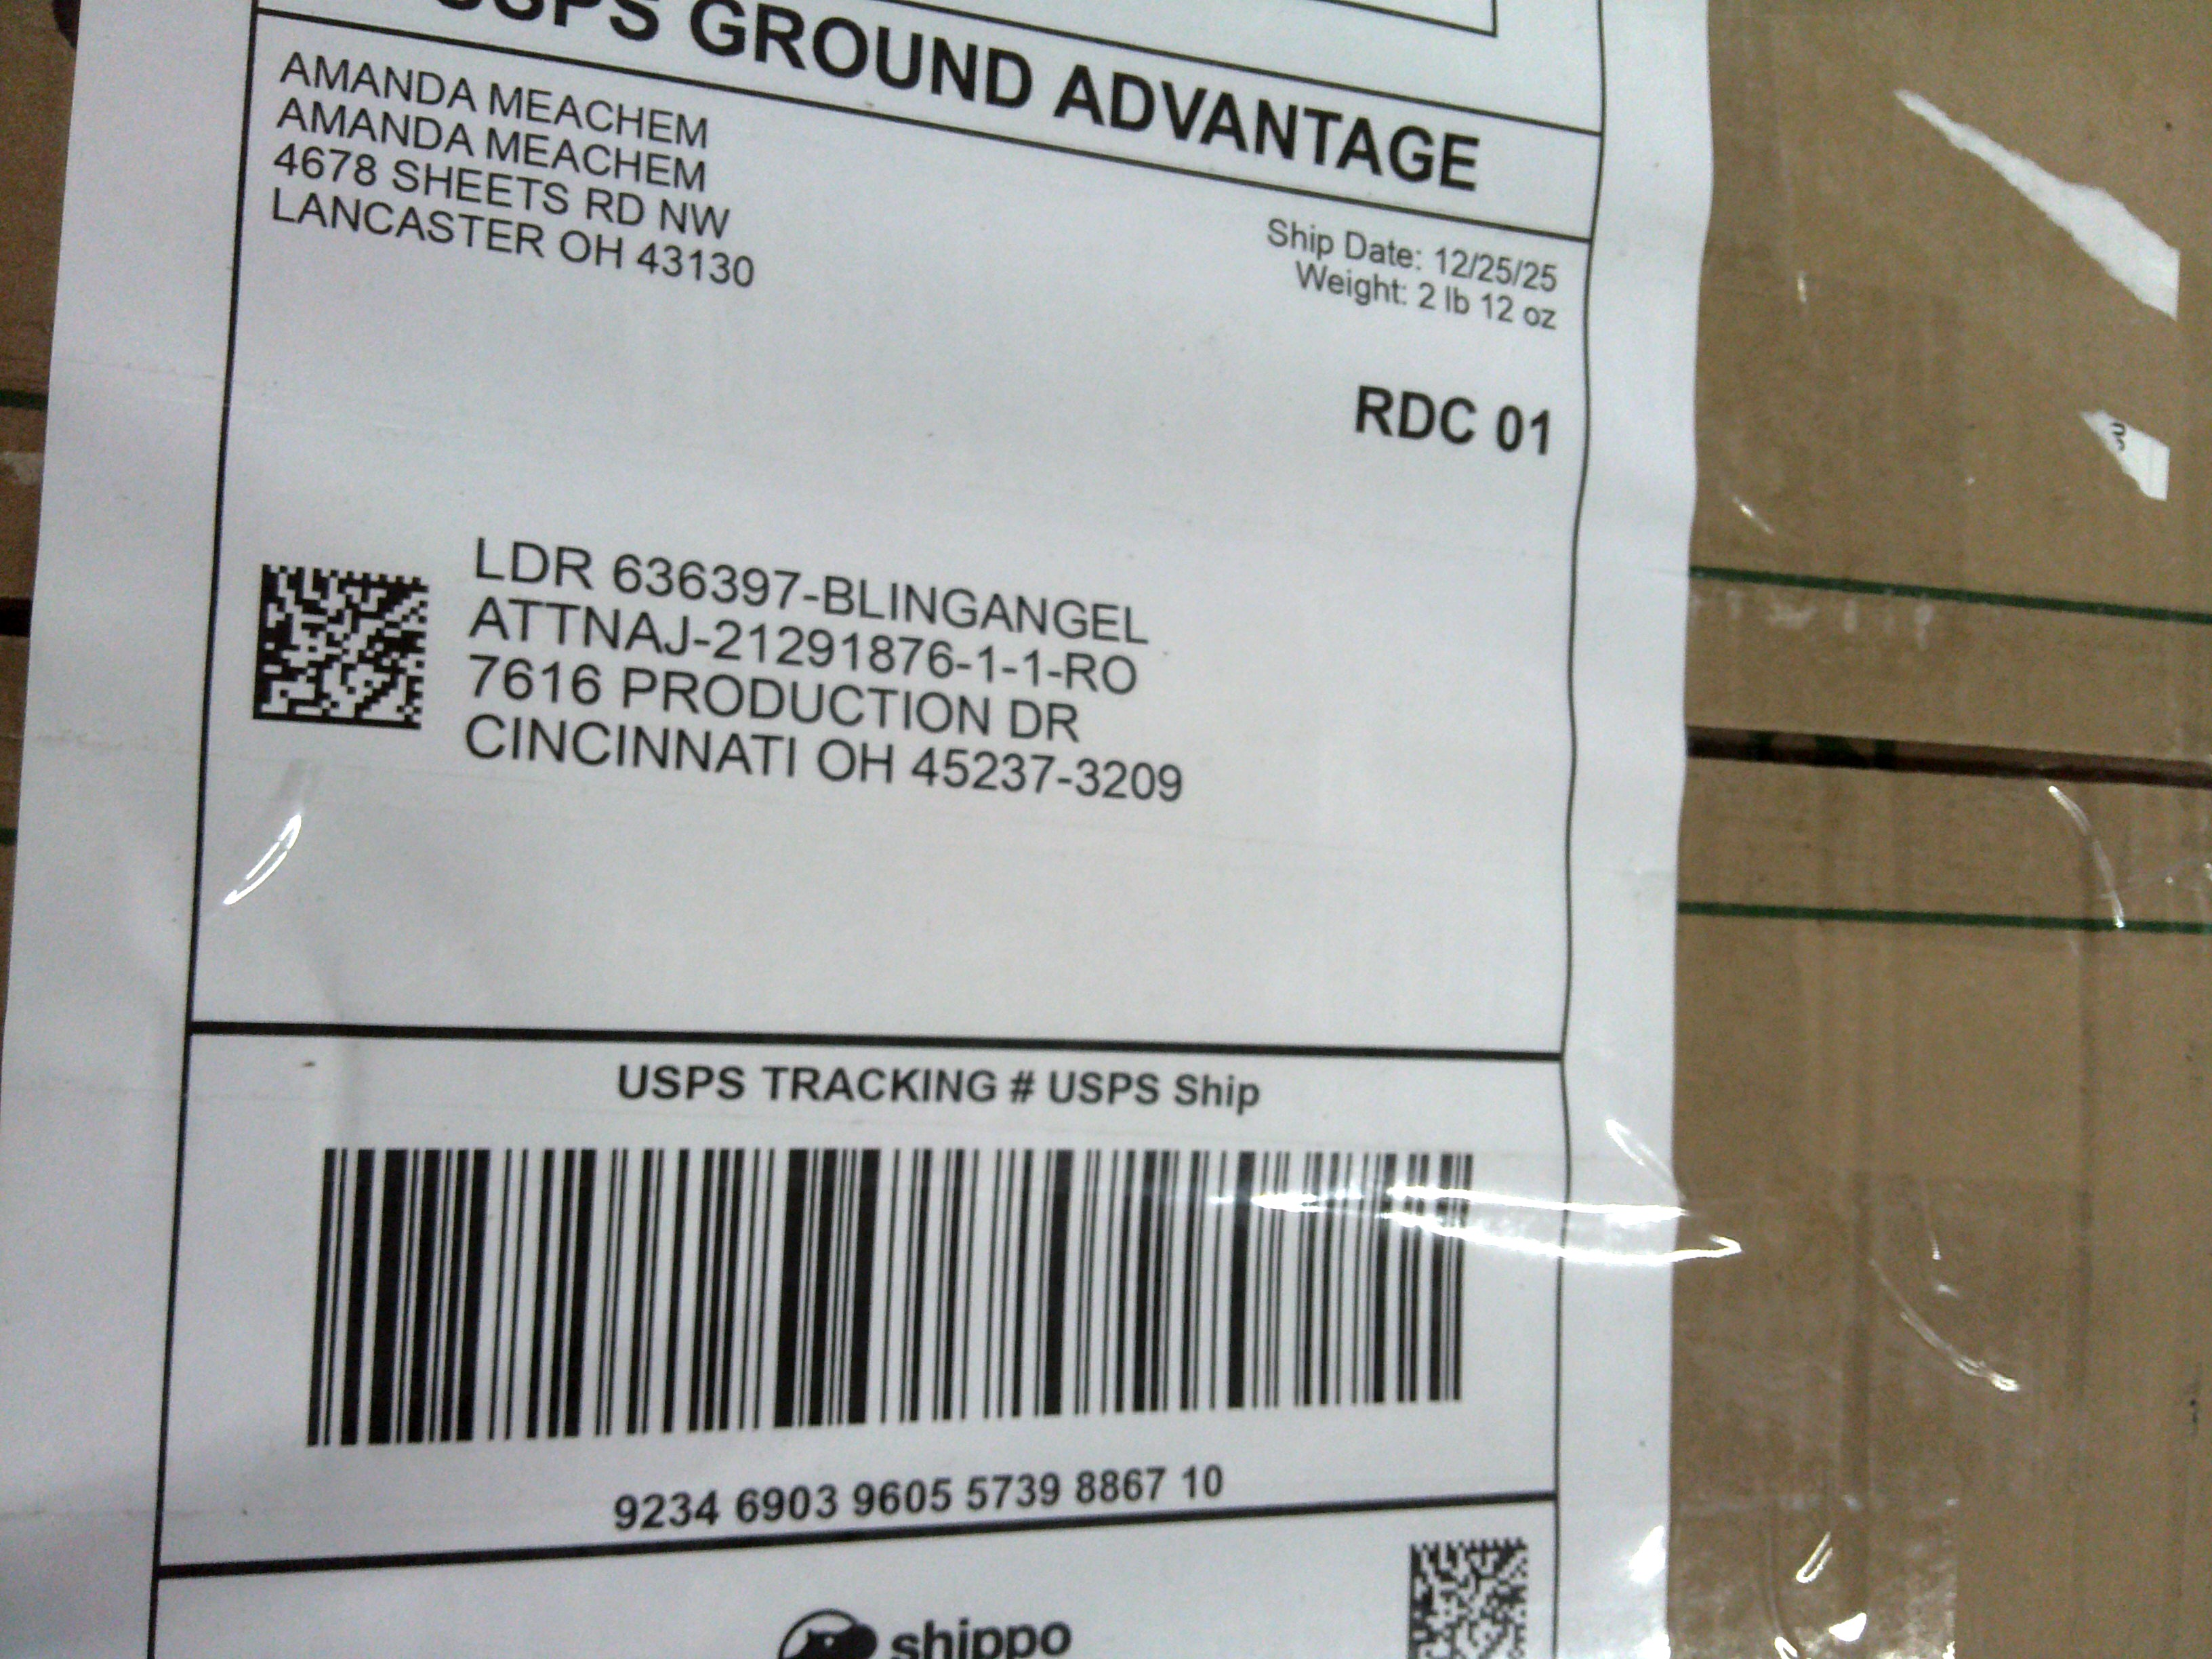 USPS GROUND ADVANTAGE
AMANDA MEACHEM
AMANDA MEACHEM
4678 SHEETS RD NW
LANCASTER OH 43130
Ship Date: 12/25/25
Weight: 2 lb 12 oz
RDC 01
LDR 636397-BLINGANGEL
ATTNAJ-21291876-1-1-RO
7616 PRODUCTION DR
CINCINNATI OH 45237-3209
USPS TRACKING # USPS Ship
9234 6903 9605 5739 8867 10
shippo